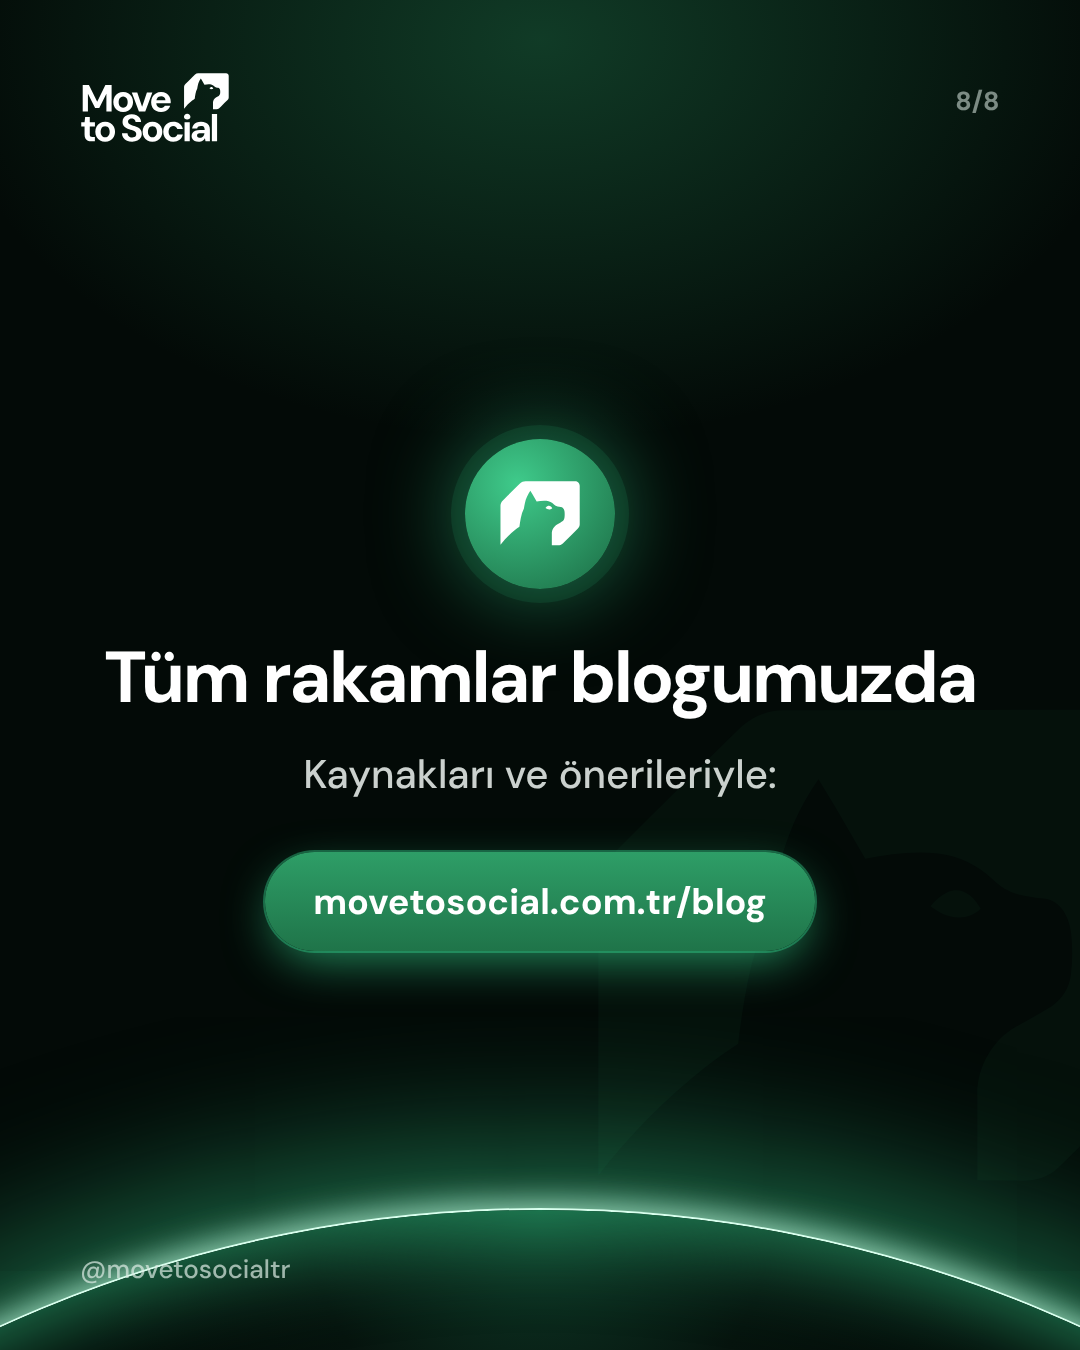 Move
to Social
8/8
Tüm rakamlar blogumuzda
Kaynakları ve önerileriyle:
movetosocial.com.tr/blog
@movetosocialtr